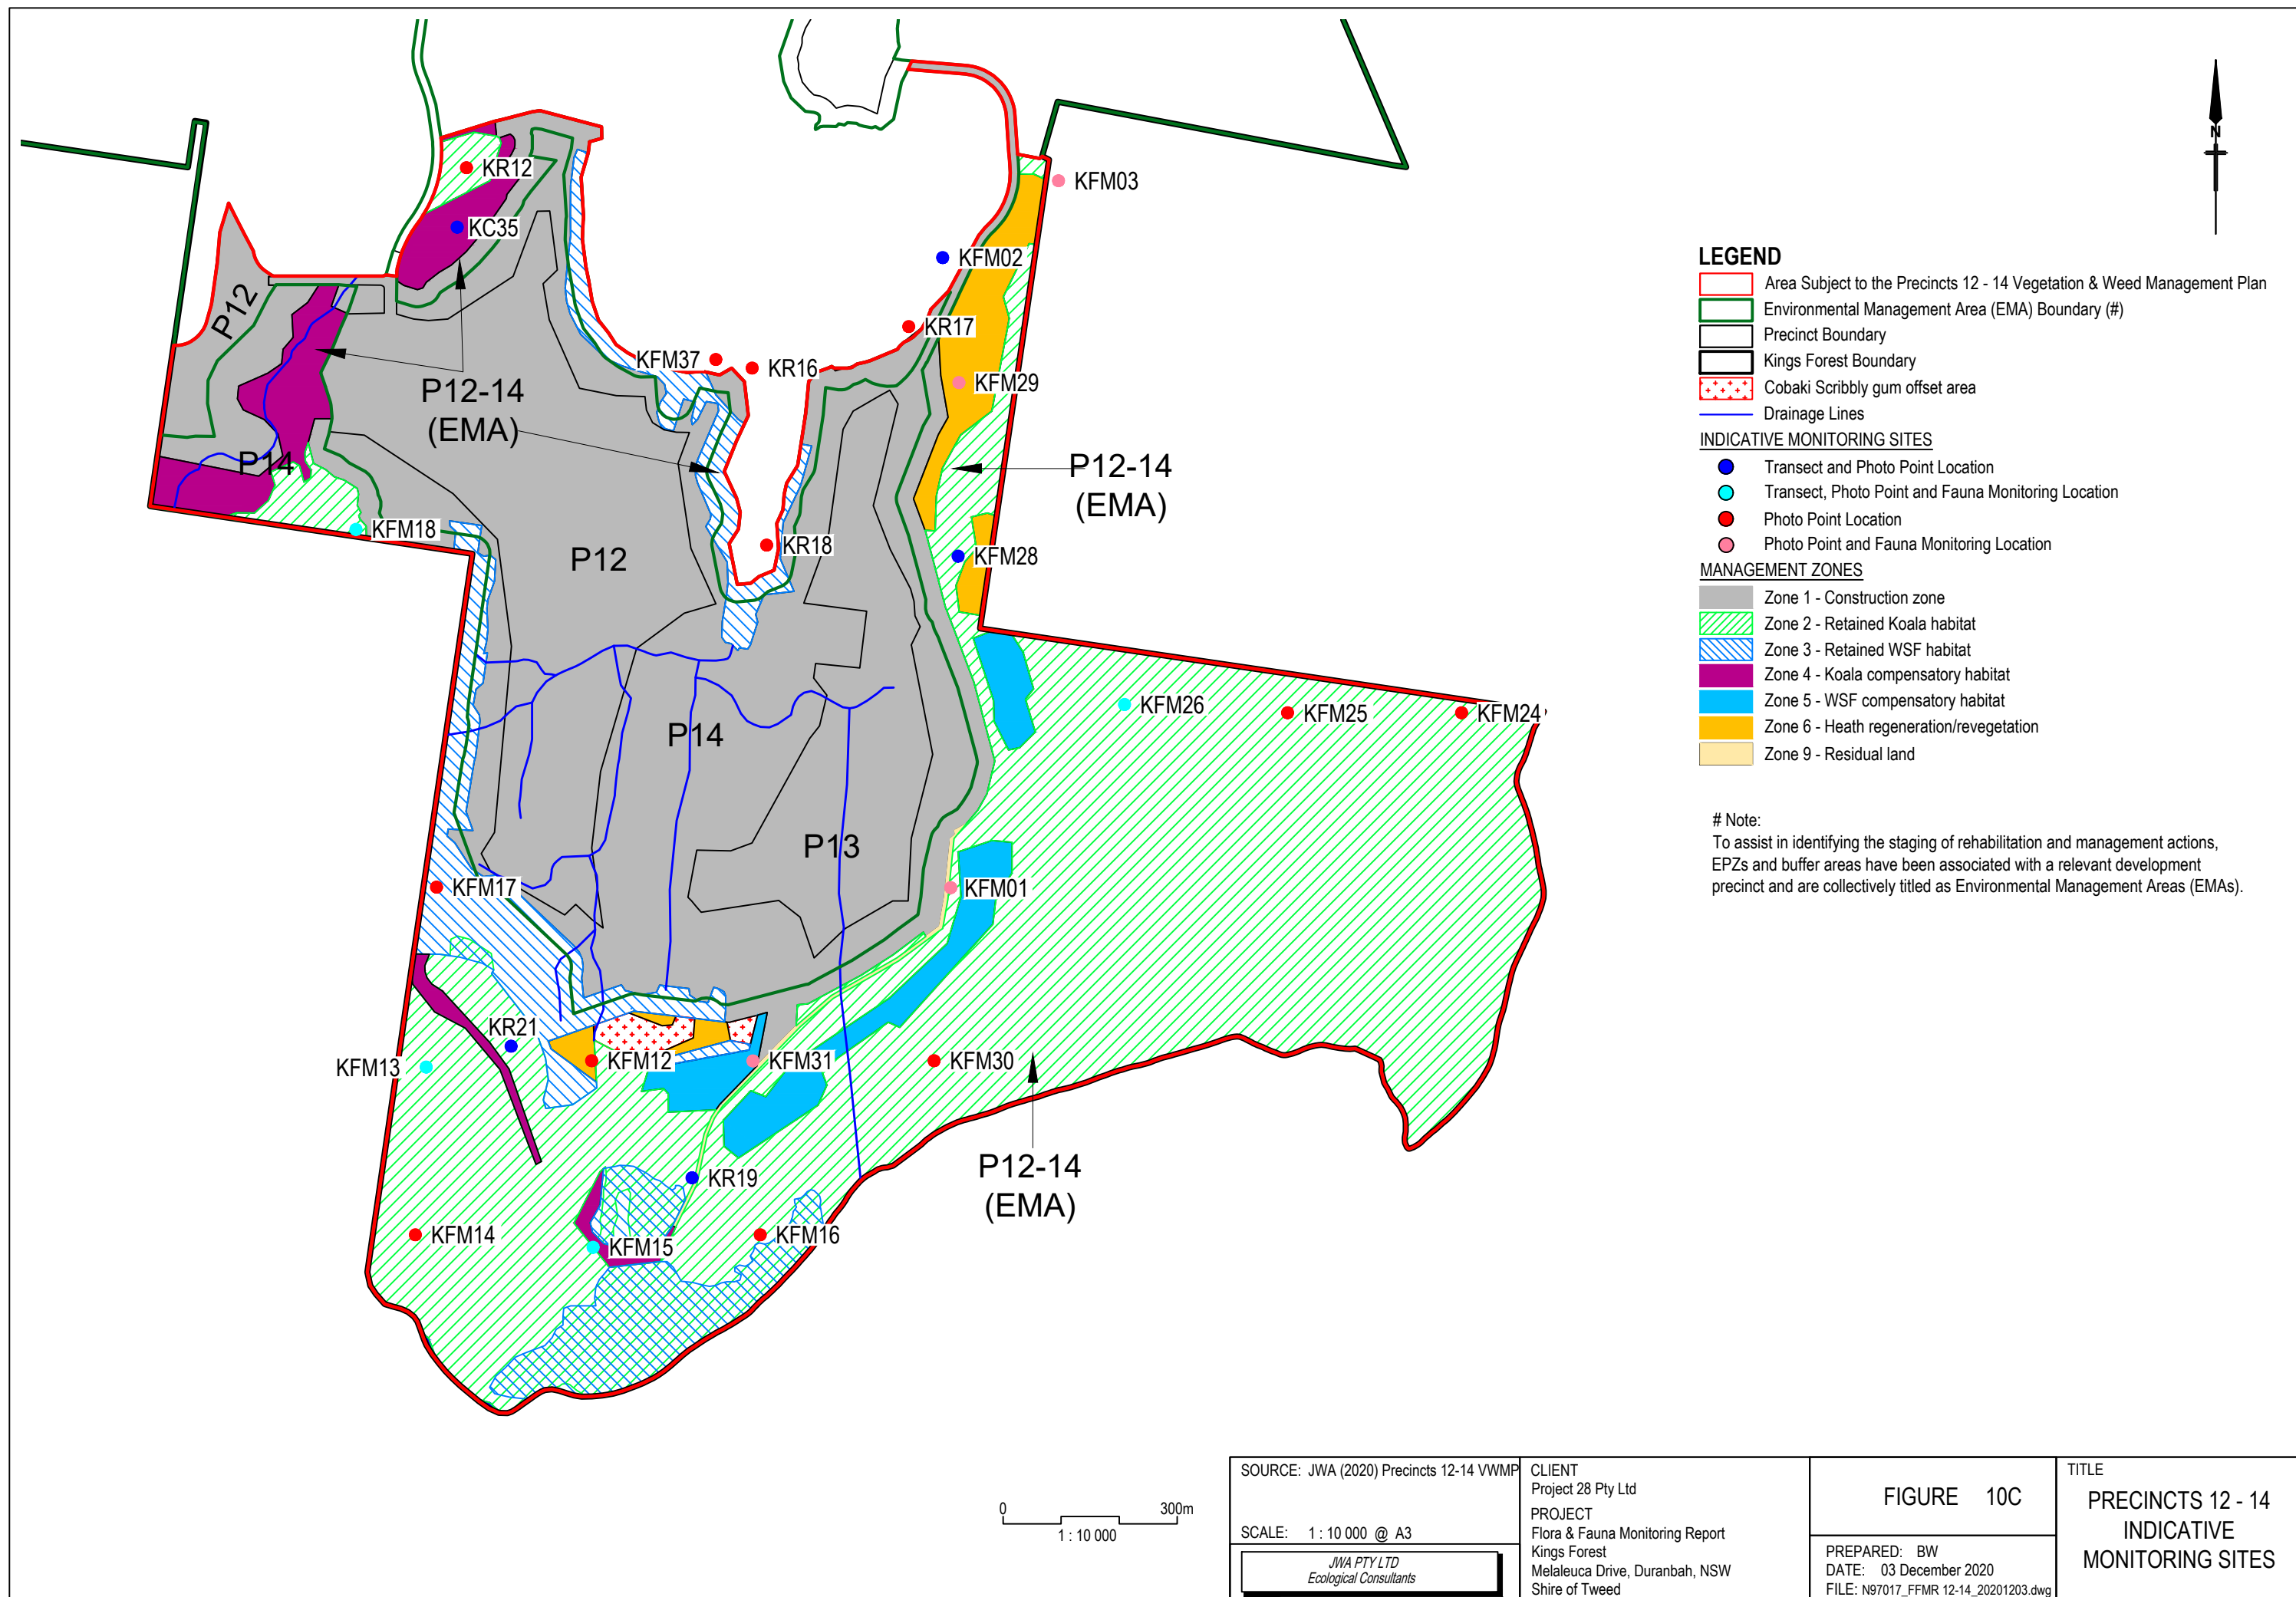 N
KFM03
KR12
KC35
KFM02
P12
KR17
KFM37
KR16
P12-14
(EMA)
KFM29
P14
P12-14
(EMA)
KFM18
KR18
P12
KFM28
KFM26
KFM25
KFM24
P14
P13
KFM17
KFM01
KR21
KFM13
KFM12
KFM31
KFM30
P12-14
(EMA)
KR19
KFM14
KFM15
KFM16
LEGEND
Area Subject to the Precincts 12 - 14 Vegetation & Weed Management Plan
Environmental Management Area (EMA) Boundary (#)
Precinct Boundary
Kings Forest Boundary
Cobaki Scribbly gum offset area
Drainage Lines
INDICATIVE MONITORING SITES
Transect and Photo Point Location
Transect, Photo Point and Fauna Monitoring Location
Photo Point Location
Photo Point and Fauna Monitoring Location
MANAGEMENT ZONES
Zone 1 - Construction zone
Zone 2 - Retained Koala habitat
Zone 3 - Retained WSF habitat
Zone 4 - Koala compensatory habitat
Zone 5 - WSF compensatory habitat
Zone 6 - Heath regeneration/revegetation
Zone 9 - Residual land
# Note:
To assist in identifying the staging of rehabilitation and management actions,
EPZs and buffer areas have been associated with a relevant development
precinct and are collectively titled as Environmental Management Areas (EMAs).
0 300m
1 : 10 000
SOURCE: JWA (2020) Precincts 12-14 VWMP
SCALE: 1 : 10 000 @ A3
JWA PTY LTD
Ecological Consultants
CLIENT
Project 28 Pty Ltd
PROJECT
Flora & Fauna Monitoring Report
Kings Forest
Melaleuca Drive, Duranbah, NSW
Shire of Tweed
FIGURE 10C
PREPARED: BW
DATE: 03 December 2020
FILE: N97017_FFMR 12-14_20201203.dwg
TITLE
PRECINCTS 12 - 14
INDICATIVE
MONITORING SITES